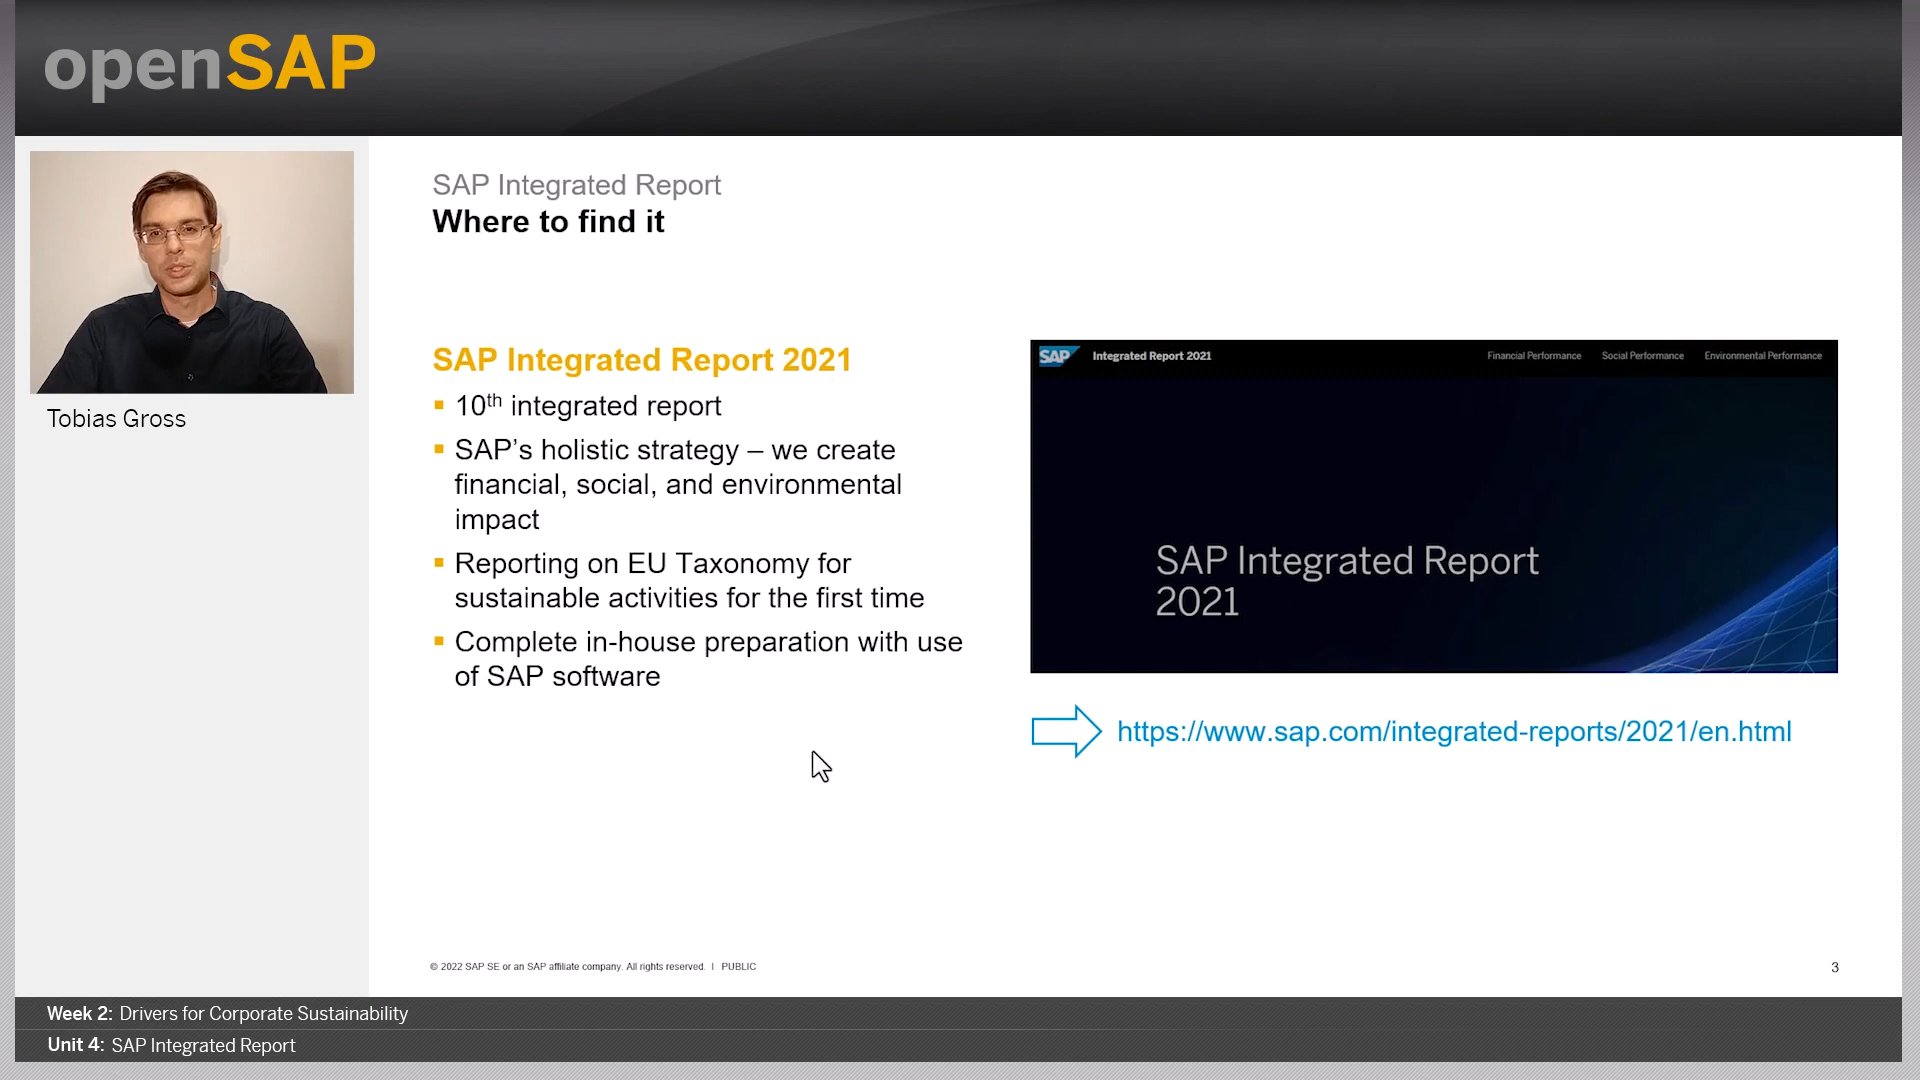 openSAP
Tobias Gross
SAP Integrated Report
Where to find it
SAP Integrated Report 2021
▪ 10th integrated report
▪ SAP’s holistic strategy – we create
financial, social, and environmental
impact
▪ Reporting on EU Taxonomy for
sustainable activities for the first time
▪ Complete in-house preparation with use
of SAP software
SAP Integrated Report 2021 Financial Performance Social Performance Environmental Performance
SAP Integrated Report
2021
https://www.sap.com/integrated-reports/2021/en.html
© 2022 SAP SE or an SAP affiliate company. All rights reserved. | PUBLIC
3
Week 2: Drivers for Corporate Sustainability
Unit 4: SAP Integrated Report